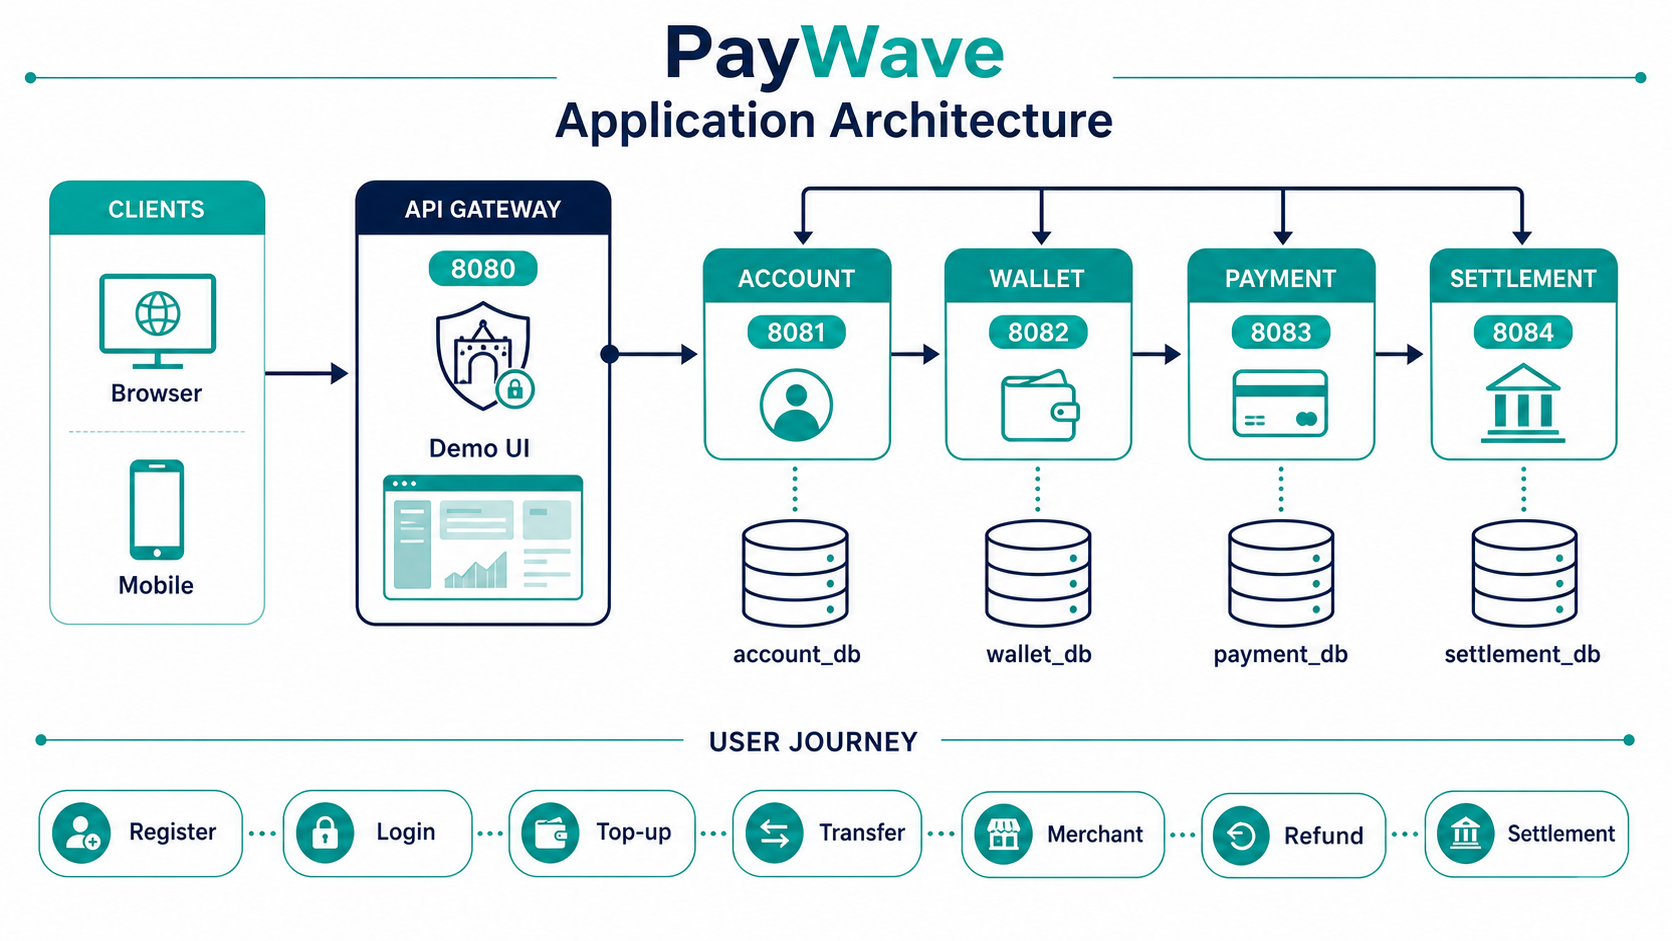 PayWave
Application Architecture
CLIENTS
Browser
Mobile
API GATEWAY
8080
Demo UI
ACCOUNT
8081
account_db
WALLET
8082
wallet_db
PAYMENT
8083
payment_db
SETTLEMENT
8084
settlement_db
USER JOURNEY
Register
Login
Top-up
Transfer
Merchant
Refund
Settlement